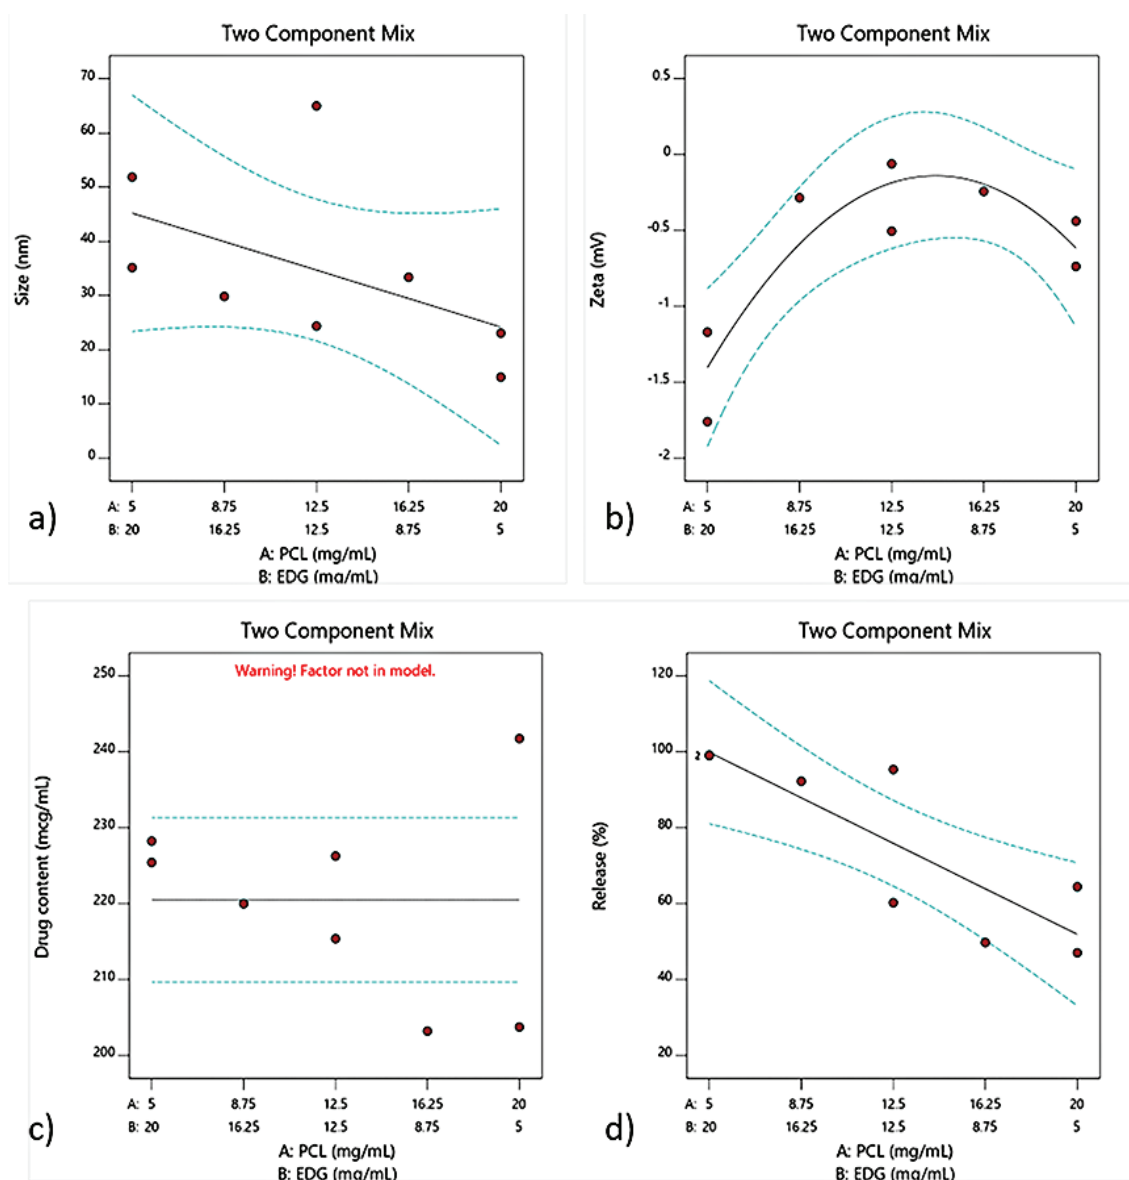 Two Component Mix
70
60
50
40
30
20
10
0
Size (nm)
A: 5 8.75 12.5 16.25 20
B: 20 16.25 12.5 8.75 5
A: PCL (mg/mL)
B: EDG (mg/mL)
a)
Two Component Mix
0.5
0
-0.5
-1
-1.5
-2
Zeta (mV)
A: 5 8.75 12.5 16.25 20
B: 20 16.25 12.5 8.75 5
A: PCL (mg/mL)
B: EDG (mg/mL)
b)
Two Component Mix
Warning! Factor not in model.
250
240
230
220
210
200
Drug content (mcg/mL)
A: 5 8.75 12.5 16.25 20
B: 20 16.25 12.5 8.75 5
A: PCL (mg/mL)
B: EDG (mg/mL)
c)
Two Component Mix
120
100
80
60
40
20
2
Release (%)
A: 5 8.75 12.5 16.25 20
B: 20 16.25 12.5 8.75 5
A: PCL (mg/mL)
B: EDG (mg/mL)
d)